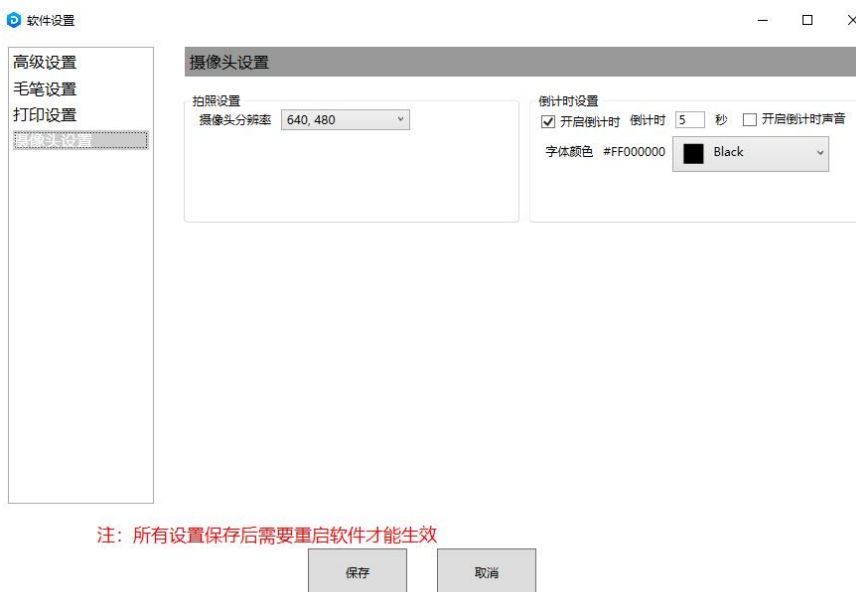 软件设置
高级设置
毛笔设置
打印设置
摄像头设置
摄像头设置
拍照设置
摄像头分辨率 640, 480
倒计时设置
开启倒计时 倒计时 5 秒 开启倒计时声音
字体颜色 #FF000000 Black
注：所有设置保存后需要重启软件才能生效
保存 取消